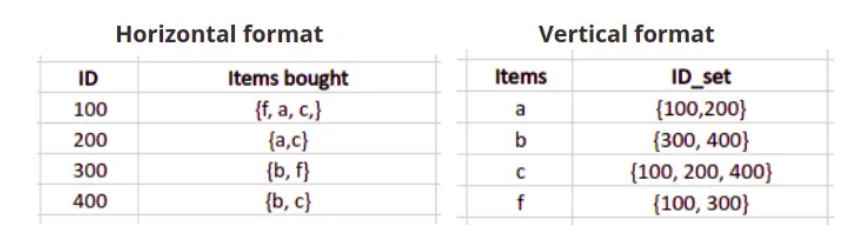 Horizontal format
ID Items bought
100 {f, a, c,}
200 {a,c}
300 {b, f}
400 {b, c}
Vertical format
Items ID_set
a {100,200}
b {300, 400}
c {100, 200, 400}
f {100, 300}